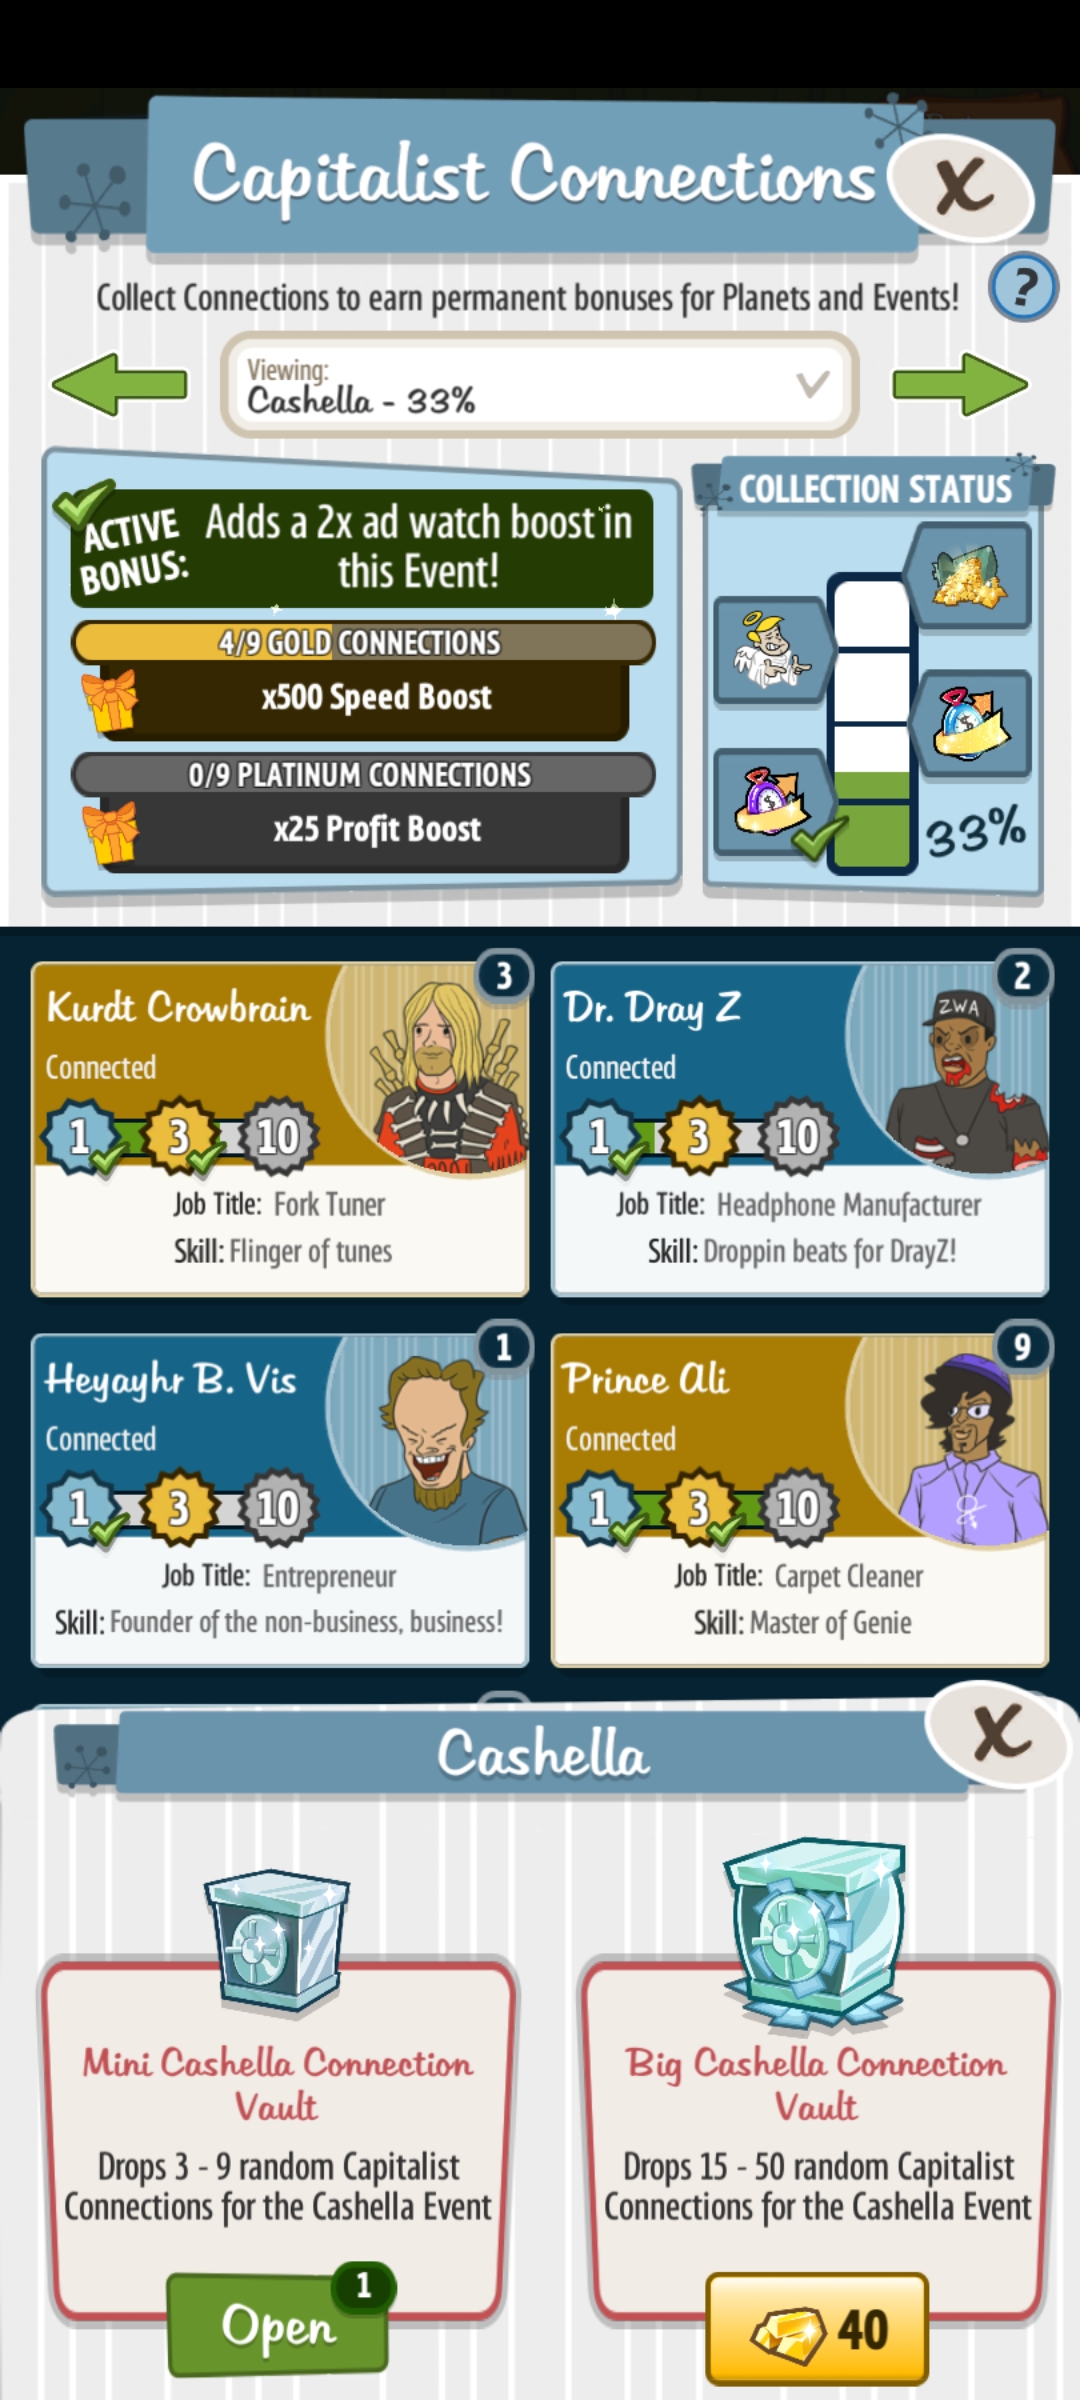 Capitalist Connections
X
Collect Connections to earn permanent bonuses for Planets and Events!
?
Viewing:
Cashella - 33%
ACTIVE BONUS:
Adds a 2x ad watch boost in
this Event!
4/9 GOLD CONNECTIONS
x500 Speed Boost
0/9 PLATINUM CONNECTIONS
x25 Profit Boost
COLLECTION STATUS
$
$
33%
Kurdt Crowbrain
3
Connected
1 3 10
Job Title: Fork Tuner
Skill: Flinger of tunes
Dr. Dray Z
2
ZWA
Connected
1 3 10
Job Title: Headphone Manufacturer
Skill: Droppin beats for DrayZ!
Heyayhr B. Vis
1
Connected
1 3 10
Job Title: Entrepreneur
Skill: Founder of the non-business, business!
Prince Ali
9
Connected
1 3 10
Job Title: Carpet Cleaner
Skill: Master of Genie
Cashella
X
Mini Cashella Connection
Vault
Drops 3 - 9 random Capitalist
Connections for the Cashella Event
1
Open
Big Cashella Connection
Vault
Drops 15 - 50 random Capitalist
Connections for the Cashella Event
40